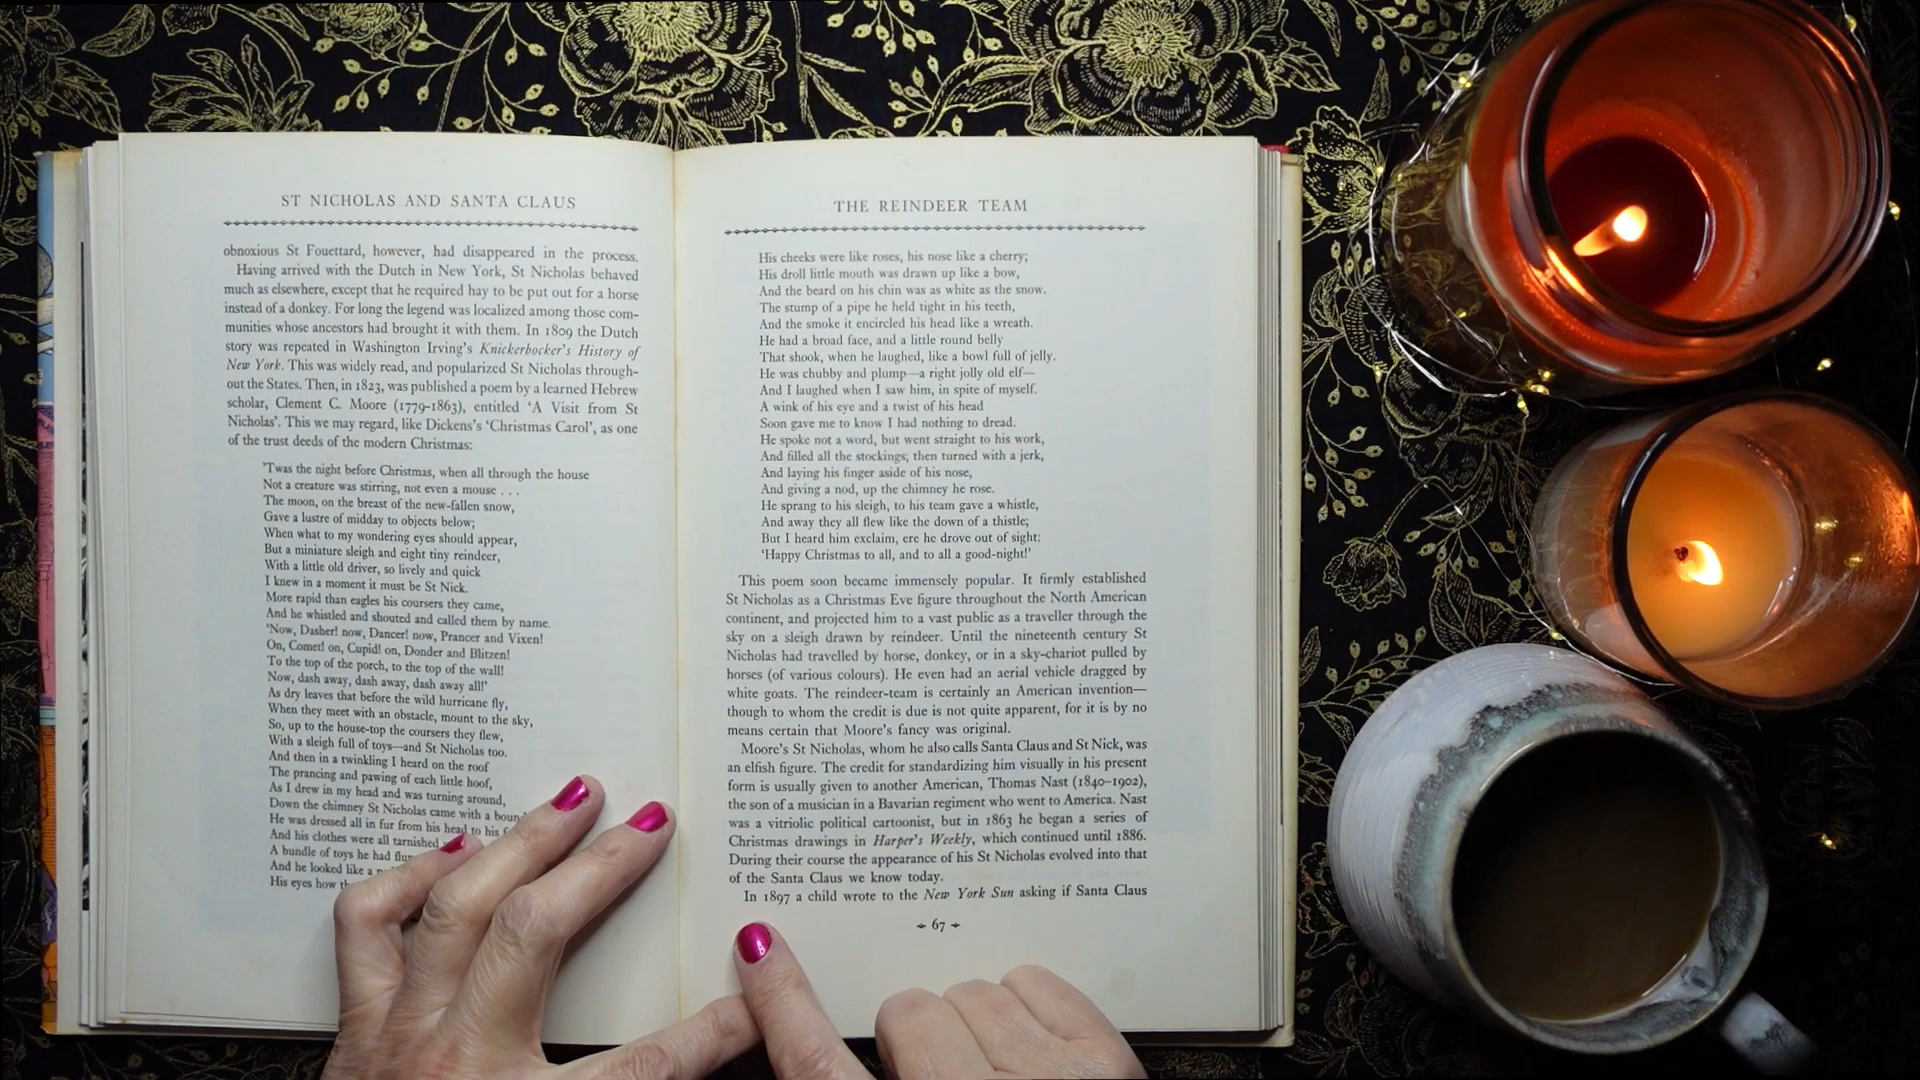 ST NICHOLAS AND SANTA CLAUS
obnoxious St Fouettard, however, had disappeared in the process.
Having arrived with the Dutch in New York, St Nicholas behaved
much as elsewhere, except that he required hay to be put out for a horse
instead of a donkey. For long the legend was localized among those com-
munities whose ancestors had brought it with them. In 1809 the Dutch
story was repeated in Washington Irving's Knickerbocker's History of
New York. This was widely read, and popularized St Nicholas through-
out the States. Then, in 1823, was published a poem by a learned Hebrew
scholar, Clement C. Moore (1779-1863), entitled 'A Visit from St
Nicholas'. This we may regard, like Dickens's 'Christmas Carol', as one
of the trust deeds of the modern Christmas:
'Twas the night before Christmas, when all through the house
Not a creature was stirring, not even a mouse . . .
The moon, on the breast of the new-fallen snow,
Gave a lustre of midday to objects below;
When what to my wondering eyes should appear,
But a miniature sleigh and eight tiny reindeer,
With a little old driver, so lively and quick
I knew in a moment it must be St Nick.
More rapid than eagles his coursers they came,
And he whistled and shouted and called them by name.
'Now, Dasher! now, Dancer! now, Prancer and Vixen!
On, Comet! on, Cupid! on, Donder and Blitzen!
To the top of the porch, to the top of the wall!
Now, dash away, dash away, dash away all!'
As dry leaves that before the wild hurricane fly,
When they meet with an obstacle, mount to the sky,
So, up to the house-top the coursers they flew,
With a sleigh full of toys—and St Nicholas too.
And then in a twinkling I heard on the roof
The prancing and pawing of each little hoof,
As I drew in my head and was turning around,
Down the chimney St Nicholas came with a boun
He was dressed all in fur from his head to his
And his clothes were all tarnished
A bundle of toys he had
And he looked like a
His eyes how
THE REINDEER TEAM
His cheeks were like roses, his nose like a cherry;
His droll little mouth was drawn up like a bow,
And the beard on his chin was as white as the snow.
The stump of a pipe he held tight in his teeth,
And the smoke it encircled his head like a wreath.
He had a broad face, and a little round belly
That shook, when he laughed, like a bowl full of jelly.
He was chubby and plump—a right jolly old elf—
And I laughed when I saw him, in spite of myself.
A wink of his eye and a twist of his head
Soon gave me to know I had nothing to dread.
He spoke not a word, but went straight to his work,
And filled all the stockings; then turned with a jerk,
And laying his finger aside of his nose,
And giving a nod, up the chimney he rose.
He sprang to his sleigh, to his team gave a whistle,
And away they all flew like the down of a thistle;
But I heard him exclaim, ere he drove out of sight:
'Happy Christmas to all, and to all a good-night!'
This poem soon became immensely popular. It firmly established
St Nicholas as a Christmas Eve figure throughout the North American
continent, and projected him to a vast public as a traveller through the
sky on a sleigh drawn by reindeer. Until the nineteenth century St
Nicholas had travelled by horse, donkey, or in a sky-chariot pulled by
horses (of various colours). He even had an aerial vehicle dragged by
white goats. The reindeer-team is certainly an American invention—
though to whom the credit is due is not quite apparent, for it is by no
means certain that Moore's fancy was original.
Moore's St Nicholas, whom he also calls Santa Claus and St Nick, was
an elfish figure. The credit for standardizing him visually in his present
form is usually given to another American, Thomas Nast (1840–1902),
the son of a musician in a Bavarian regiment who went to America. Nast
was a vitriolic political cartoonist, but in 1863 he began a series of
Christmas drawings in Harper's Weekly, which continued until 1886.
During their course the appearance of his St Nicholas evolved into that
of the Santa Claus we know today.
In 1897 a child wrote to the New York Sun asking if Santa Claus
67